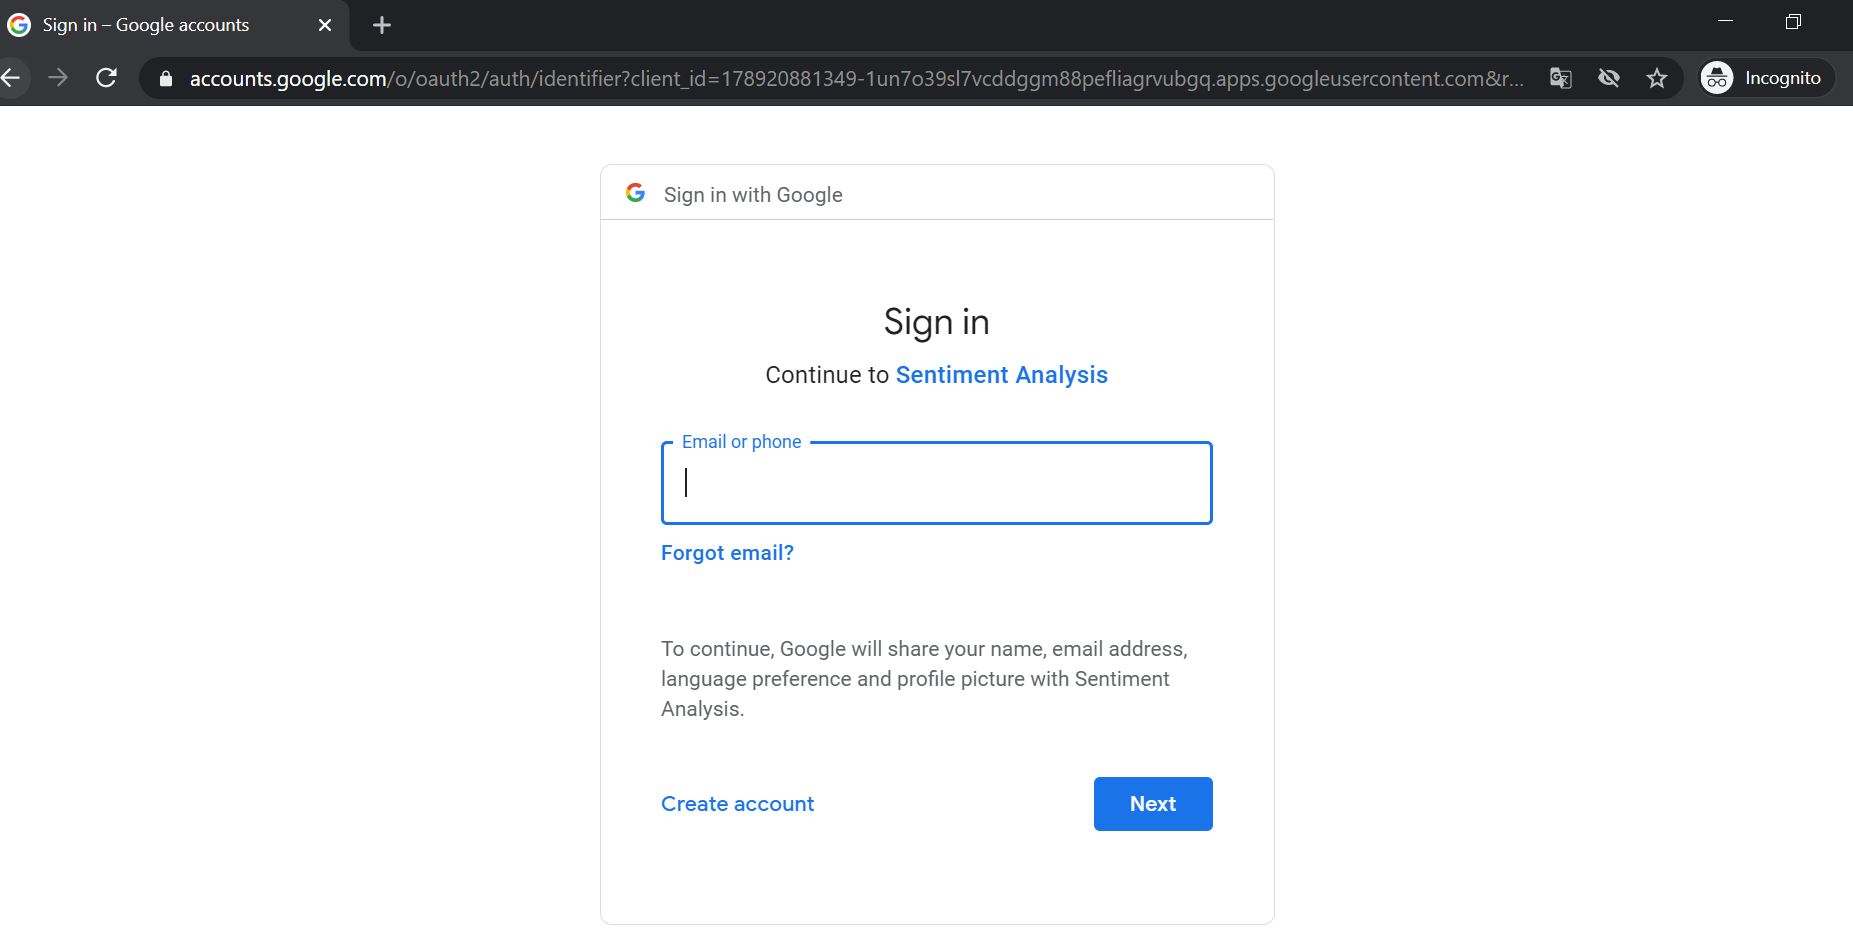 Sign in – Google accounts
accounts.google.com/o/oauth2/auth/identifier?client_id=178920881349-1un7o39sl7vcddggm88pefliagrvubgq.apps.googleusercontent.com&r...
Incognito
Sign in with Google
Sign in
Continue to Sentiment Analysis
Email or phone
Forgot email?
To continue, Google will share your name, email address,
language preference and profile picture with Sentiment
Analysis.
Create account
Next